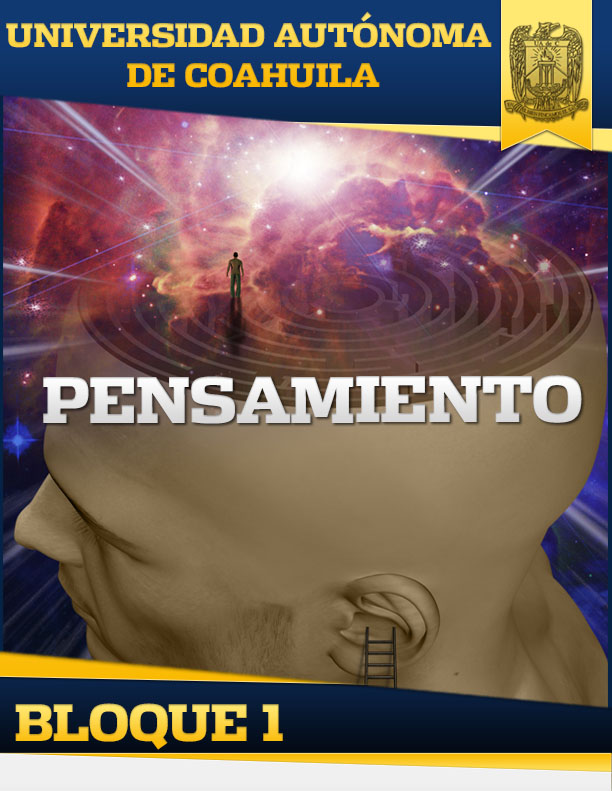 UNIVERSIDAD AUTÓNOMA
DE COAHUILA
PENSAMIENTO
BLOQUE 1